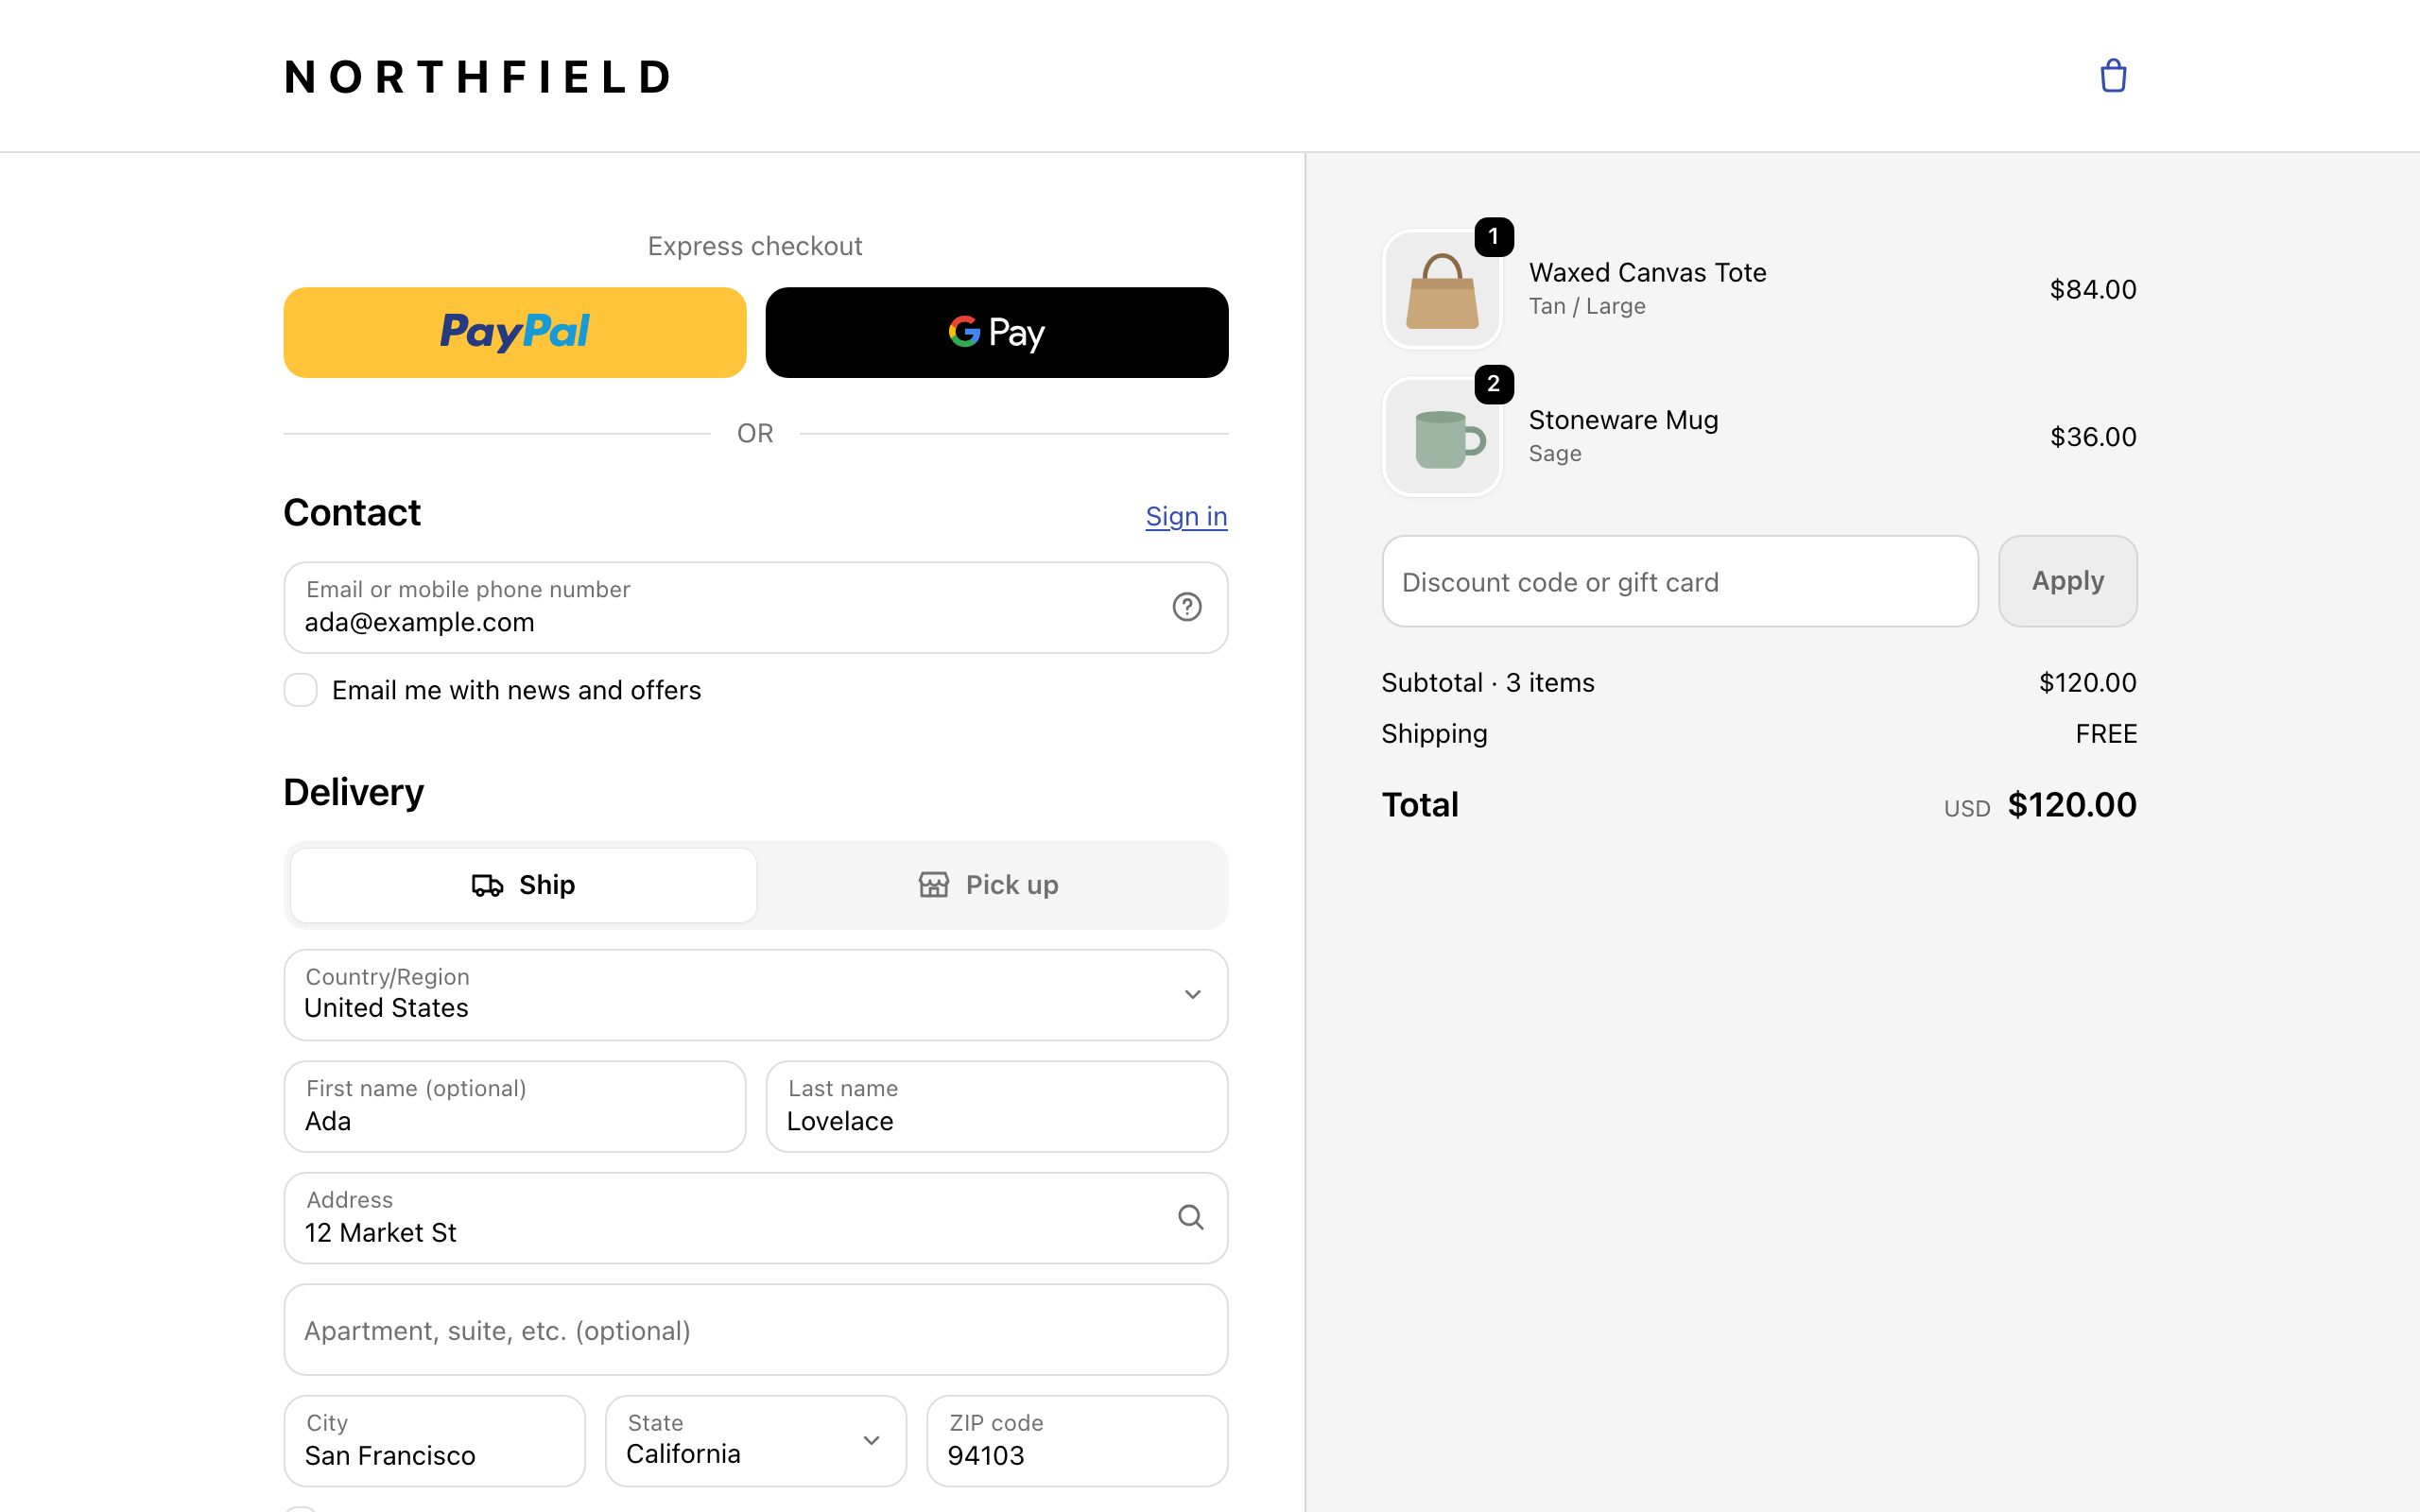 NORTHFIELD
Express checkout
PayPal
G Pay
OR
Contact
Sign in
Email or mobile phone number
ada@example.com
Email me with news and offers
Delivery
Ship
Pick up
Country/Region
United States
First name (optional)
Ada
Last name
Lovelace
Address
12 Market St
Apartment, suite, etc. (optional)
City
San Francisco
State
California
ZIP code
94103
1
Waxed Canvas Tote
Tan / Large
$84.00
2
Stoneware Mug
Sage
$36.00
Discount code or gift card
Apply
Subtotal · 3 items
$120.00
Shipping
FREE
Total
USD $120.00